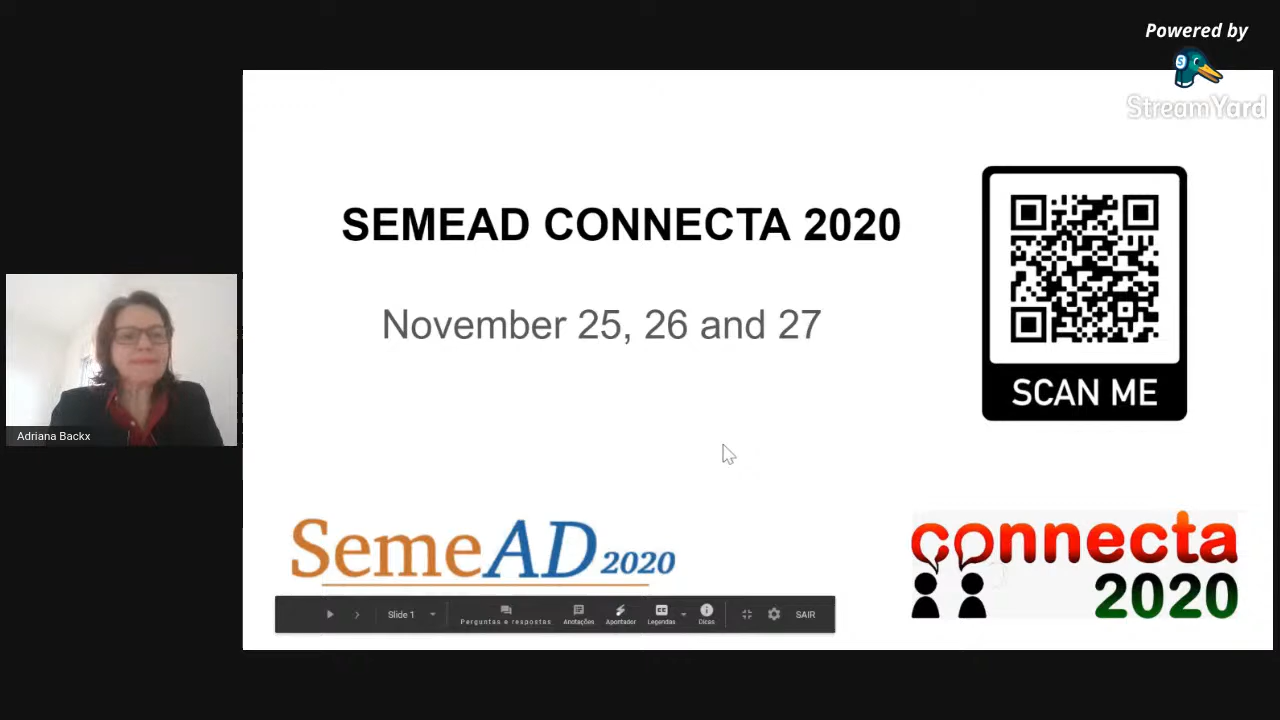 Powered by
StreamYard
SEMEAD CONNECTA 2020
November 25, 26 and 27
SCAN ME
Adriana Backx
SemeAD 2020
connecta
2020
Slide 1
Perguntas e respostas
Anotações
Apontador
CC
Legendas
Dicas
SAIR